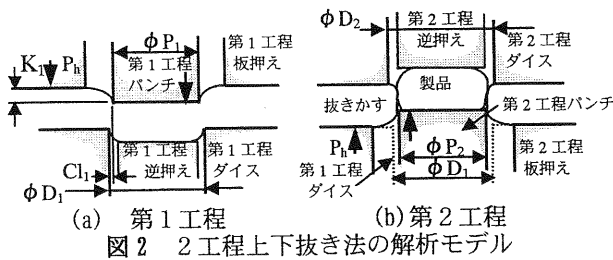 φP₁
K₁
Pₕ
第１工程
パンチ
第１工程
板押え
Cl₁
第１工程
逆押え
第１工程
ダイス
φD₁
(a) 第１工程
φD₂
第２工程
逆押え
第２工程
ダイス
製品
抜きかす
第２工程パンチ
Pₕ
φP₂
φD₁
第１工程
ダイス
第２工程
板押え
(b)第２工程
図２ ２工程上下抜き法の解析モデル